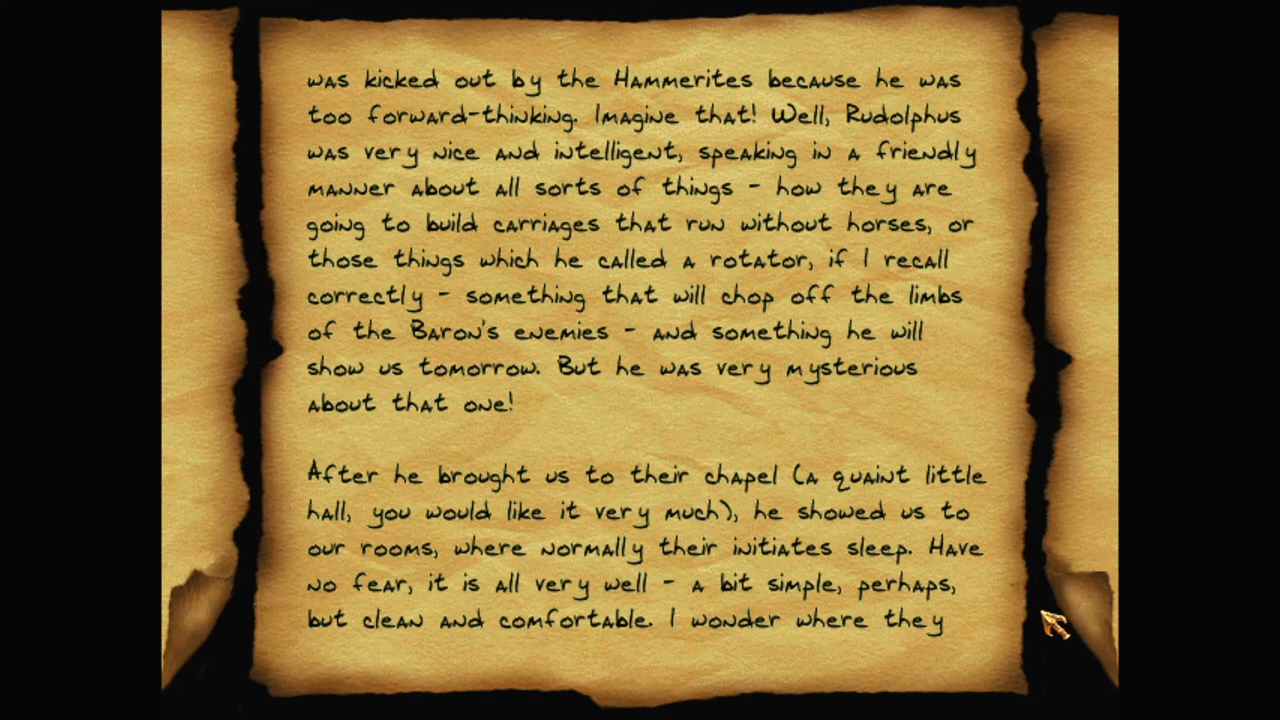 was kicked out by the Hammerites because he was
too forward-thinking. Imagine that! Well, Rudolphus
was very nice and intelligent, speaking in a friendly
manner about all sorts of things - how they are
going to build carriages that run without horses, or
those things which he called a rotator, if I recall
correctly - something that will chop off the limbs
of the Baron's enemies - and something he will
show us tomorrow. But he was very mysterious
about that one!
After he brought us to their chapel (a quaint little
hall, you would like it very much), he showed us to
our rooms, where normally their initiates sleep. Have
no fear, it is all very well - a bit simple, perhaps,
but clean and comfortable. I wonder where they